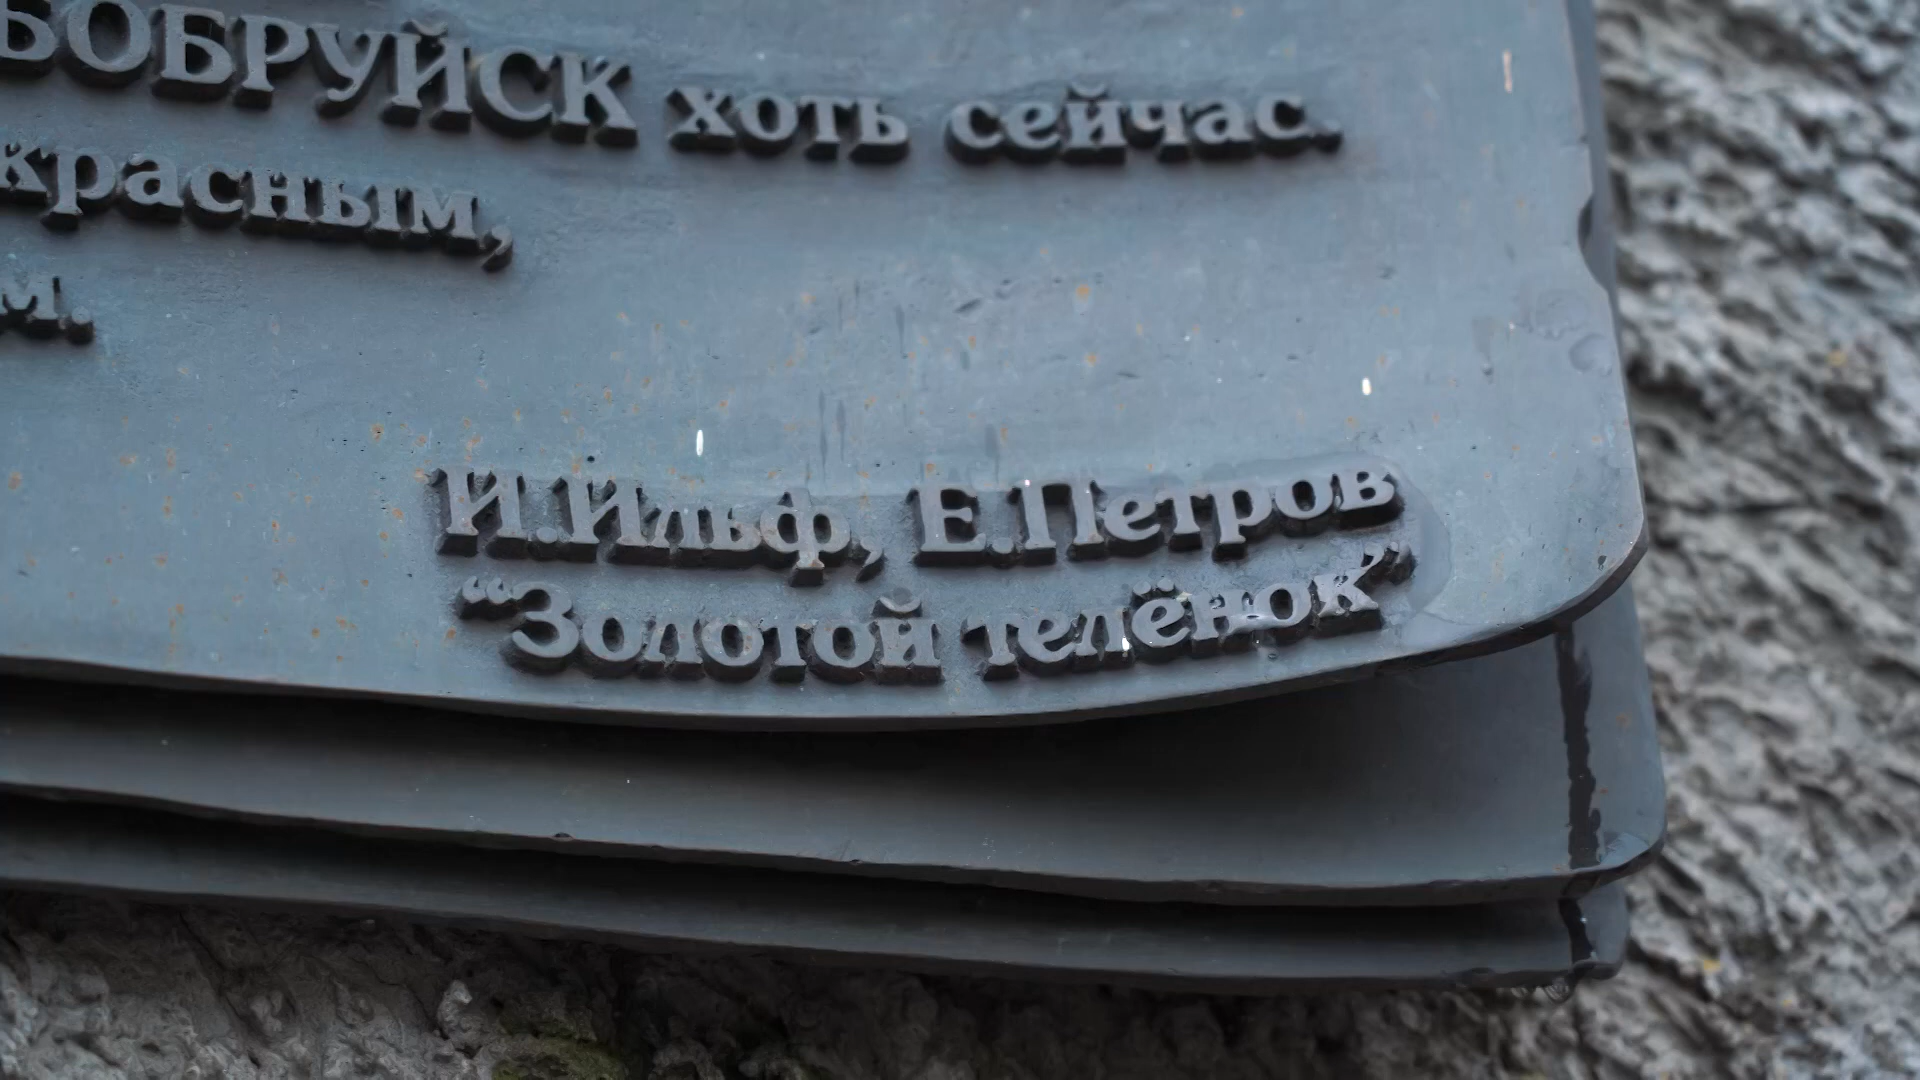 БОБРУЙСК хоть сейчас.
красным,
м.
И.Ильф, Е.Петров
“Золотой телёнок”